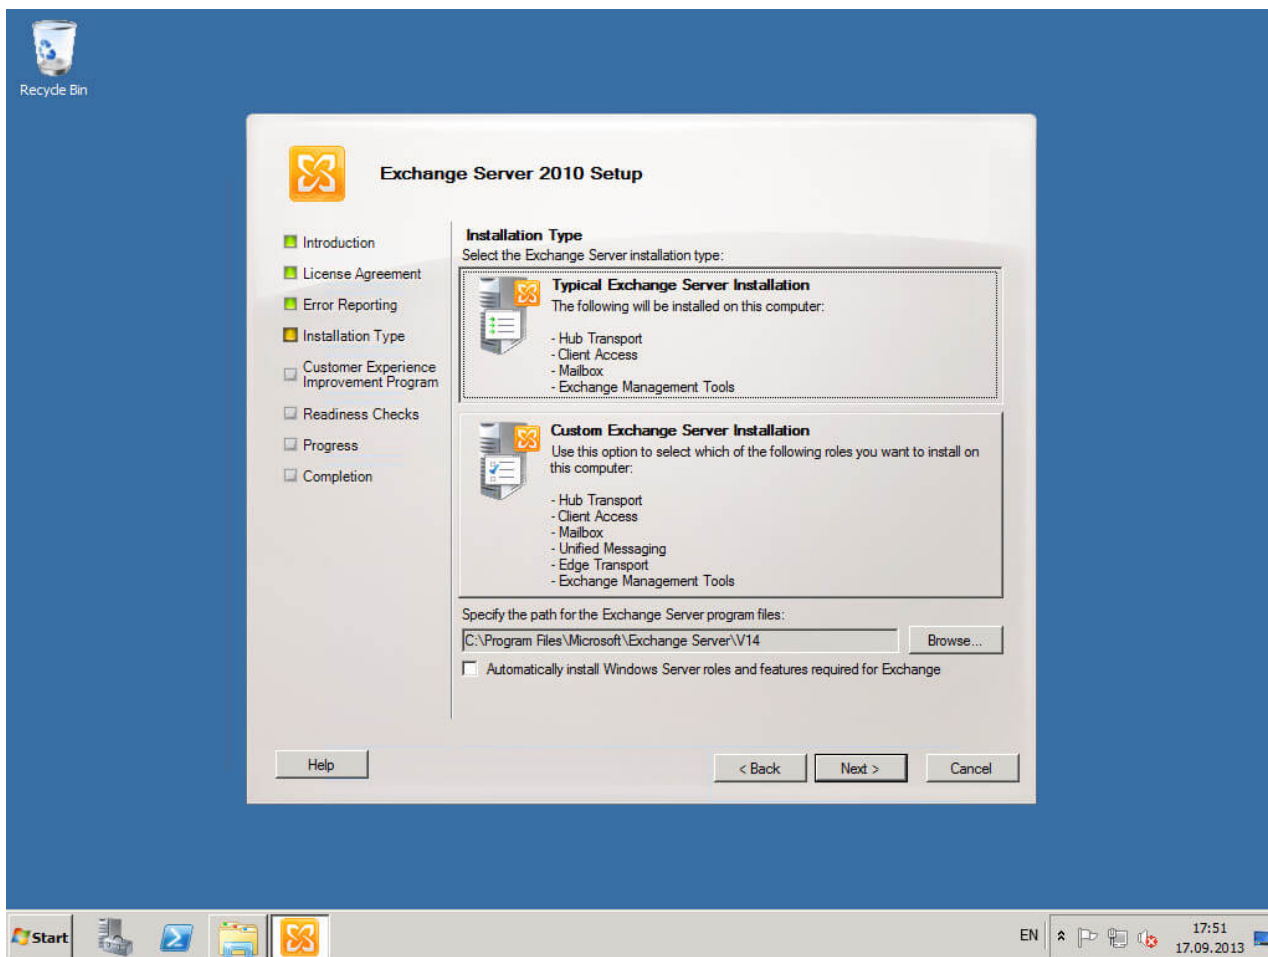 Recycle Bin
Exchange Server 2010 Setup
Introduction
License Agreement
Error Reporting
Installation Type
Customer Experience
Improvement Program
Readiness Checks
Progress
Completion
Installation Type
Select the Exchange Server installation type:
Typical Exchange Server Installation
The following will be installed on this computer:
- Hub Transport
- Client Access
- Mailbox
- Exchange Management Tools
Custom Exchange Server Installation
Use this option to select which of the following roles you want to install on
this computer:
- Hub Transport
- Client Access
- Mailbox
- Unified Messaging
- Edge Transport
- Exchange Management Tools
Specify the path for the Exchange Server program files:
C:\Program Files\Microsoft\Exchange Server\V14
Browse...
Automatically install Windows Server roles and features required for Exchange
Help
< Back
Next >
Cancel
Start
EN
17:51
17.09.2013